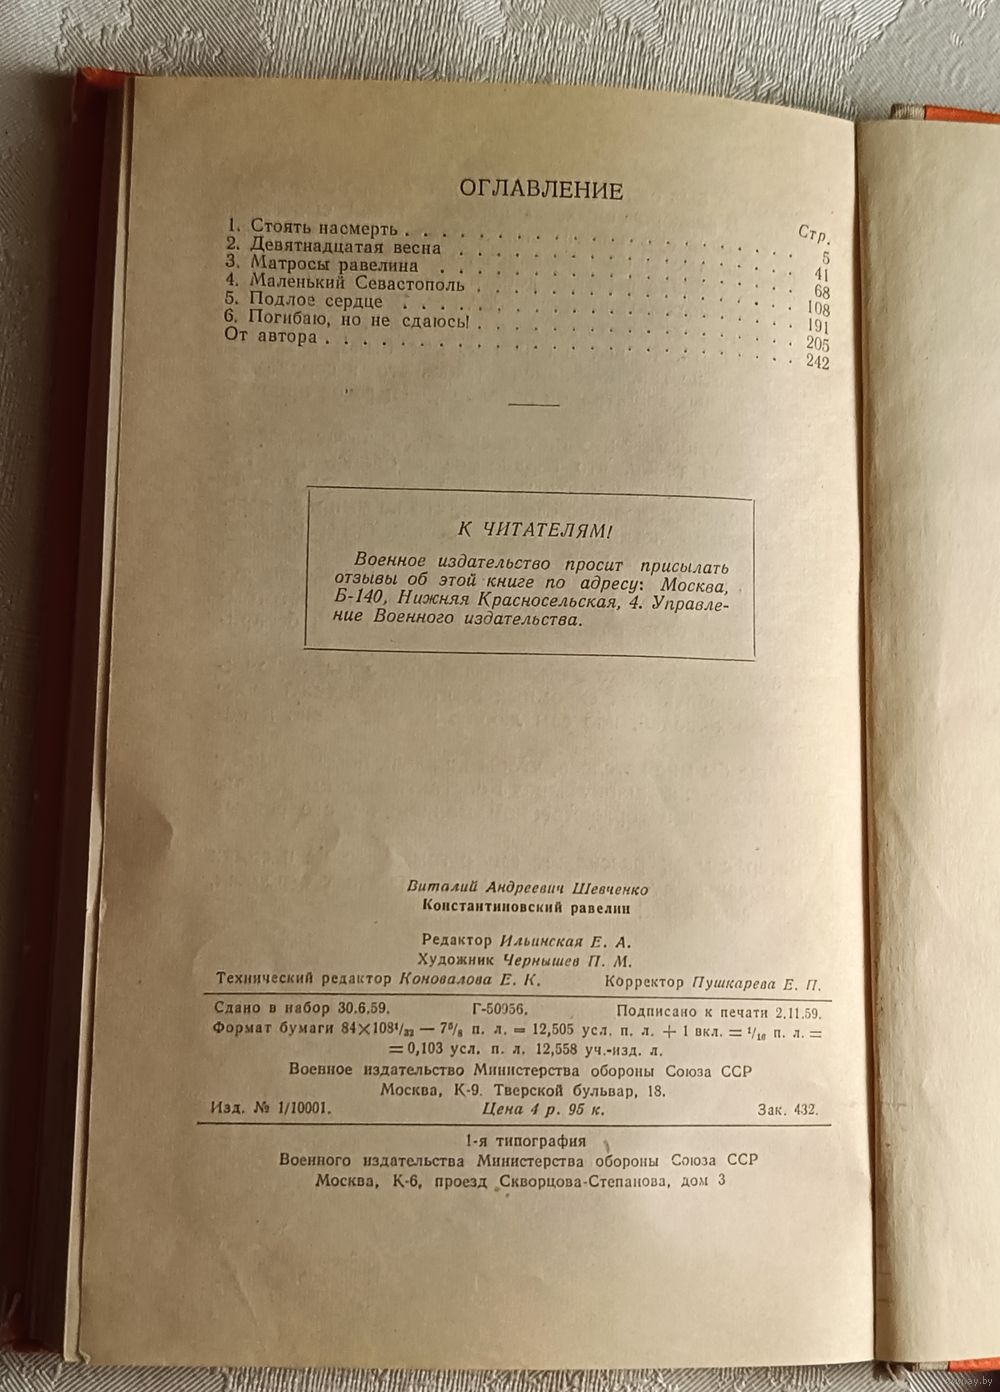 ОГЛАВЛЕНИЕ
Стр.
1. Стоять насмерть . . . . . 5
2. Девятнадцатая весна . . . . . 41
3. Матросы равелина . . . . . 68
4. Маленький Севастополь . . . . . 108
5. Подлое сердце . . . . . 191
6. Погибаю, но не сдаюсь! . . . . . 205
От автора . . . . . 242
К ЧИТАТЕЛЯМ!
Военное издательство просит присылать
отзывы об этой книге по адресу: Москва,
Б-140, Нижняя Красносельская, 4. Управле-
ние Военного издательства.
Виталий Андреевич Шевченко
Константиновский равелин
Редактор Ильинская Е. А.
Художник Чернышев П. М.
Технический редактор Коновалова Е. К. Корректор Пушкарева Е. П.
Сдано в набор 30.6.59. Г-50956. Подписано к печати 2.11.59.
Формат бумаги 84×108¹/₃₂ — 7⁵/₈ п. л. = 12,505 усл. п. л. + 1 вкл. = ¹/₁₆ п. л. =
= 0,103 усл. п. л. 12,558 уч.-изд. л.
Военное издательство Министерства обороны Союза ССР
Москва, К-9. Тверской бульвар, 18.
Изд. № 1/10001. Цена 4 р. 95 к. Зак. 432.
1-я типография
Военного издательства Министерства обороны Союза ССР
Москва, К-6, проезд Скворцова-Степанова, дом 3